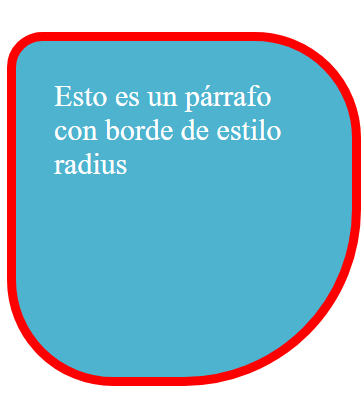 Esto es un párrafo
con borde de estilo
radius